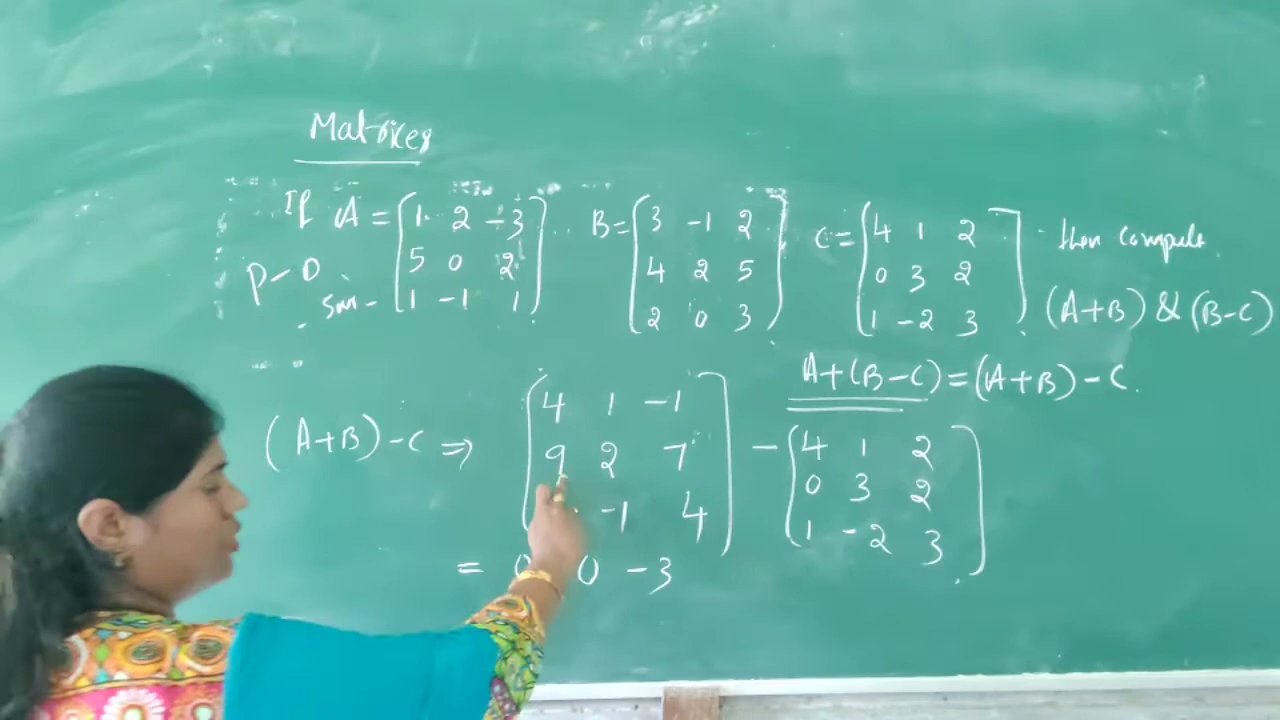 Matrices
If A = [1 2 -3] B = [3 -1 2] C = [4 1 2] then compute
P-D [5 0 2] [4 2 5] [0 3 2] (A+B) & (B-C)
[1 -1 1] [2 0 3] [1 -2 3]
A+(B-C) = (A+B)-C.
(A+B)-C ⇒ [4 1 -1] - [4 1 2]
[9 2 7] [0 3 2]
-1 4] [1 -2 3]
= 0 0 -3